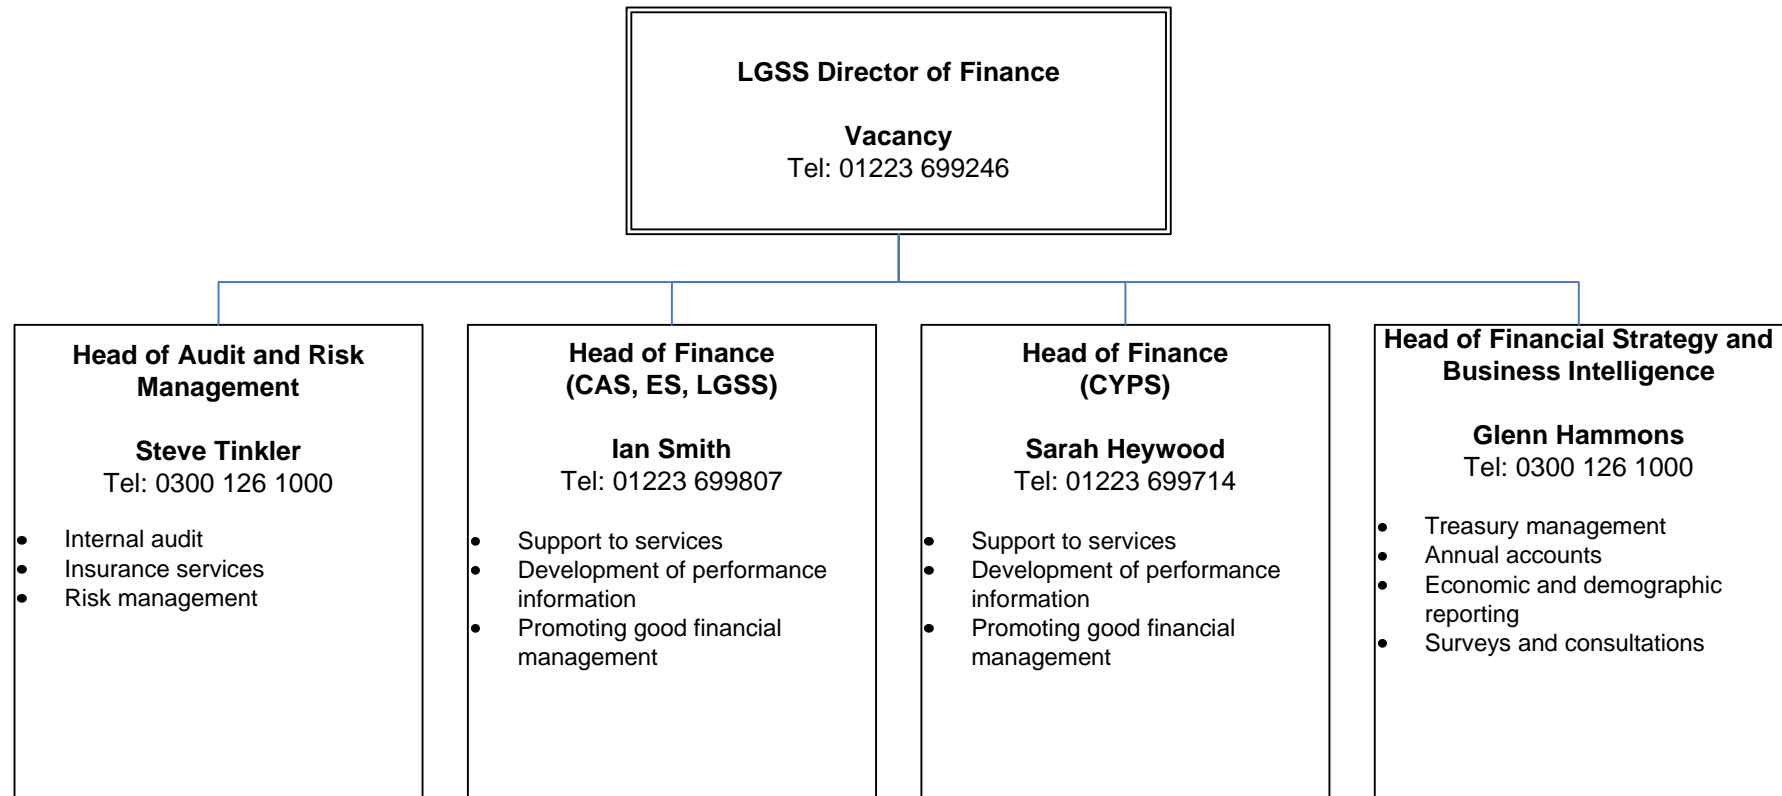 LGSS Director of Finance
Vacancy
Tel: 01223 699246
Head of Audit and Risk
Management
Steve Tinkler
Tel: 0300 126 1000
• Internal audit
• Insurance services
• Risk management
Head of Finance
(CAS, ES, LGSS)
Ian Smith
Tel: 01223 699807
• Support to services
• Development of performance
information
• Promoting good financial
management
Head of Finance
(CYPS)
Sarah Heywood
Tel: 01223 699714
• Support to services
• Development of performance
information
• Promoting good financial
management
Head of Financial Strategy and
Business Intelligence
Glenn Hammons
Tel: 0300 126 1000
• Treasury management
• Annual accounts
• Economic and demographic
reporting
• Surveys and consultations